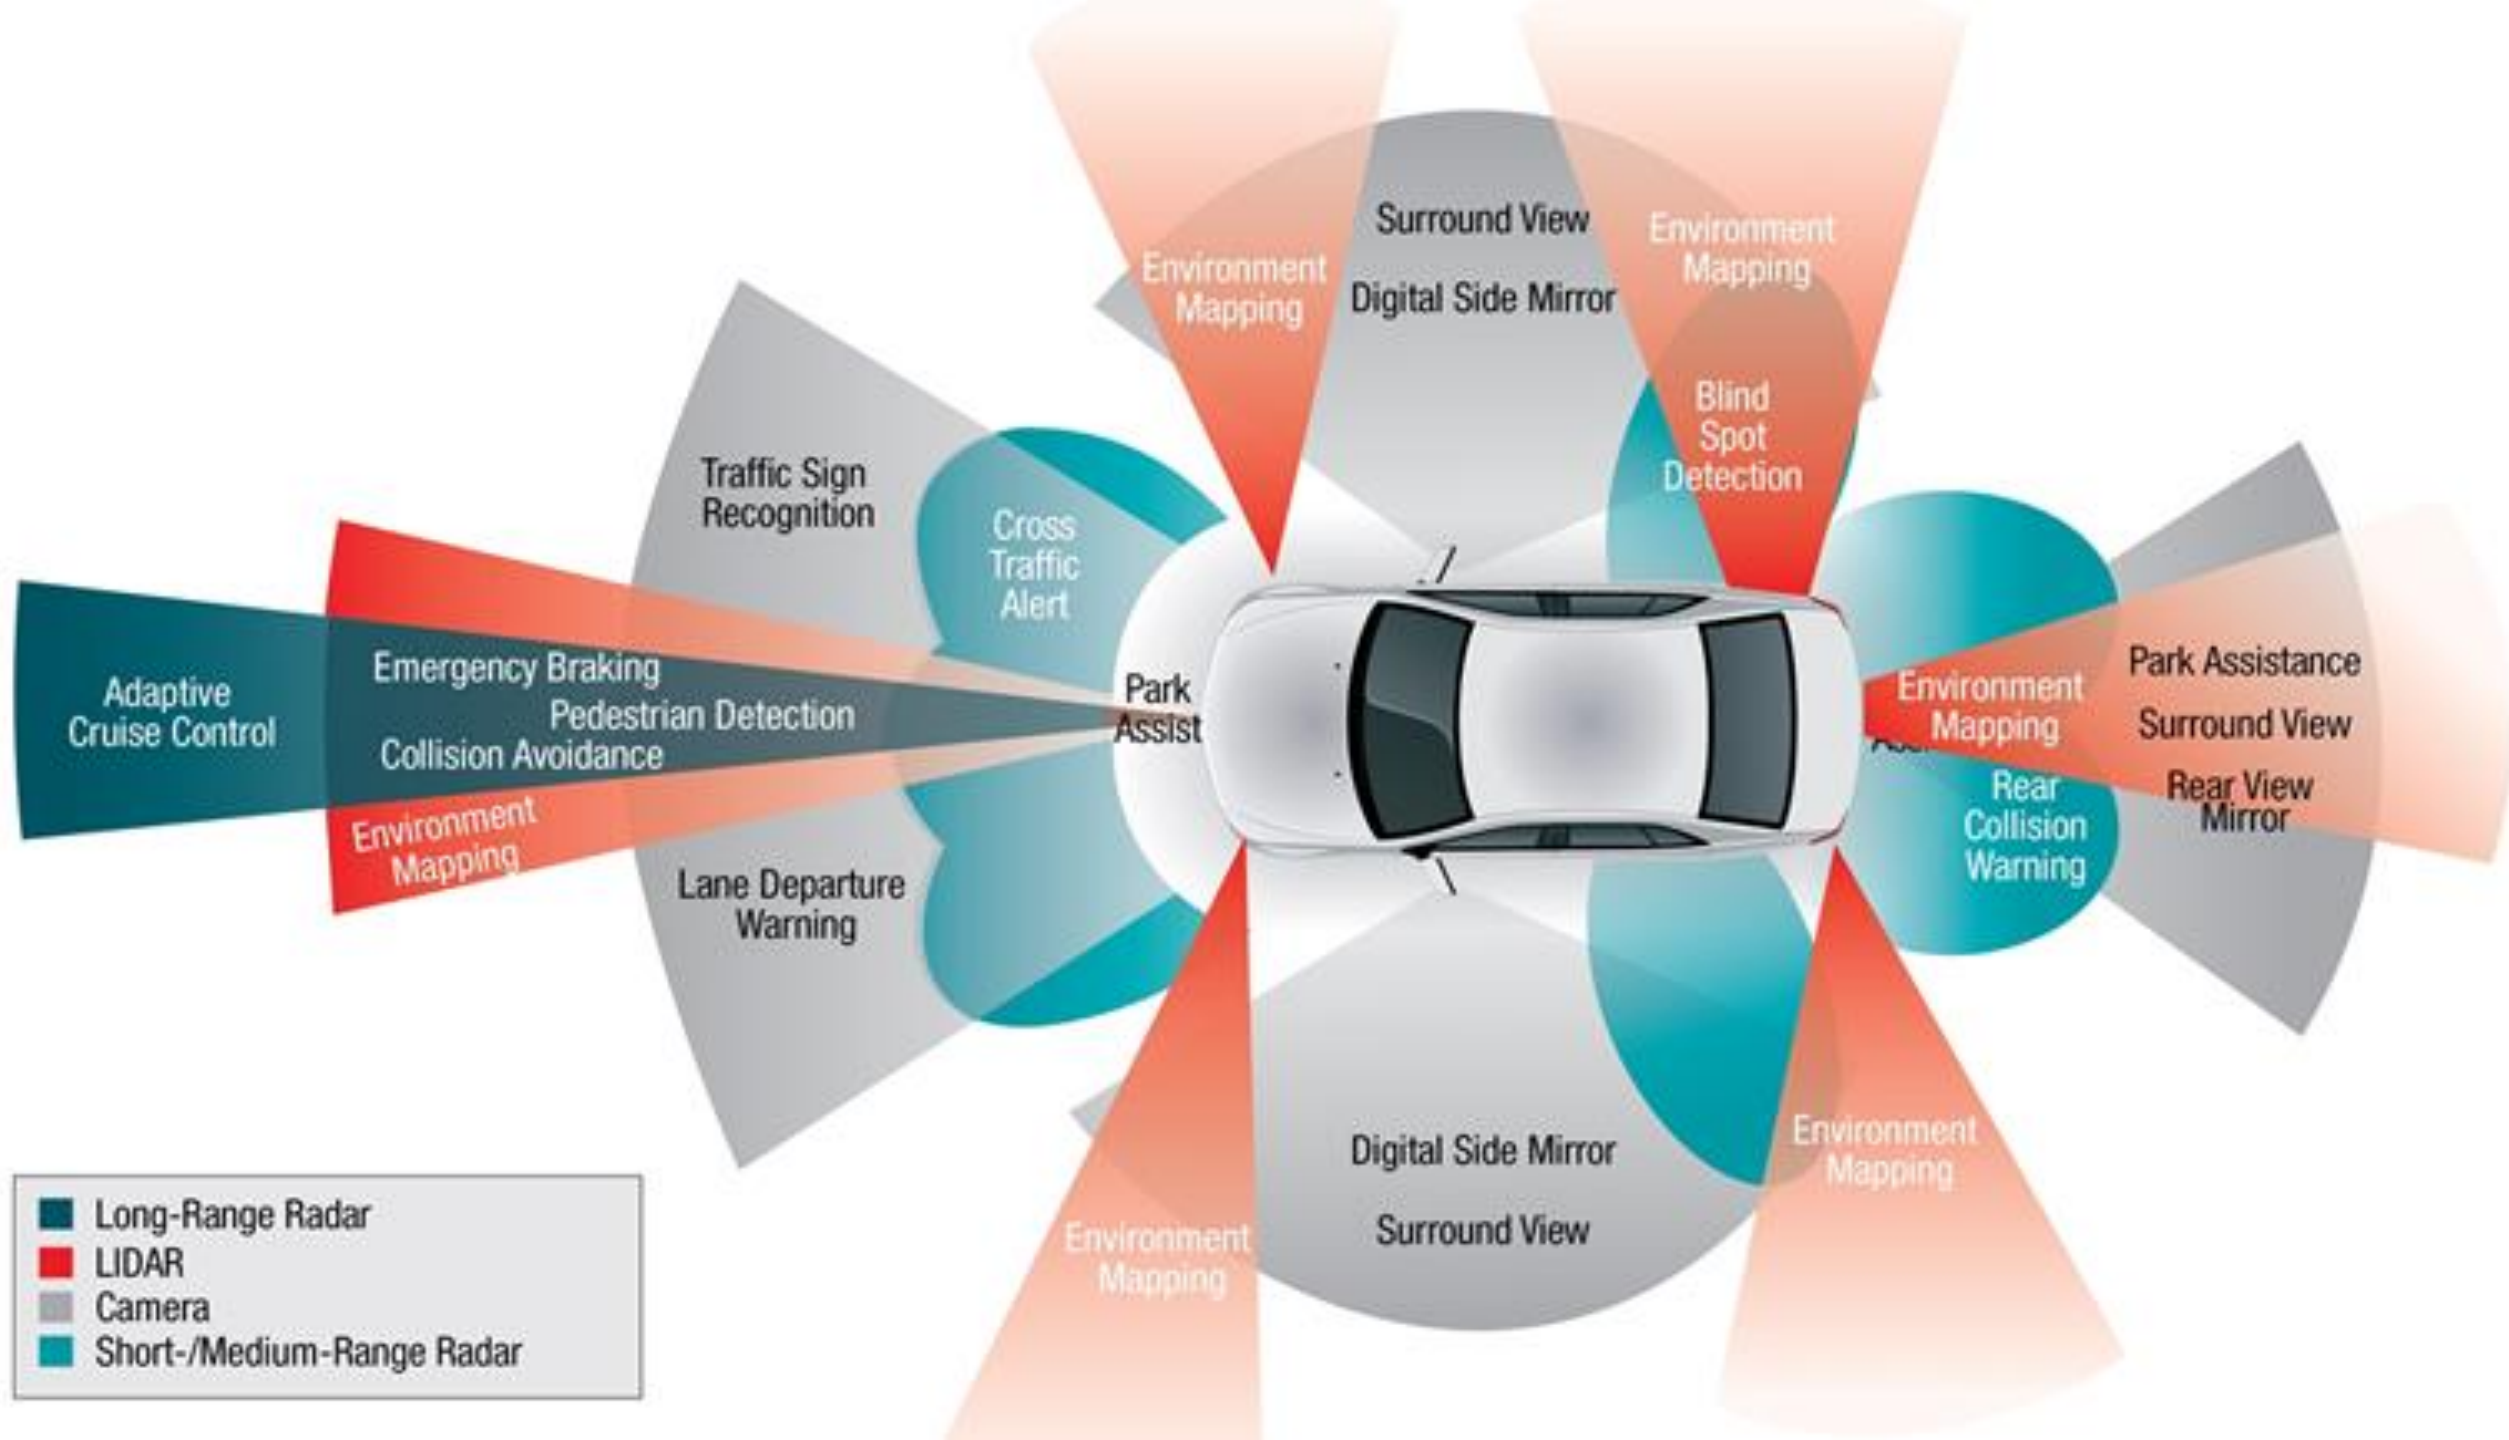 Surround View
Digital Side Mirror
Environment
Mapping
Environment
Mapping
Blind
Spot
Detection
Traffic Sign
Recognition
Cross
Traffic
Alert
Adaptive
Cruise Control
Emergency Braking
Pedestrian Detection
Collision Avoidance
Environment
Mapping
Park
Assist
Lane Departure
Warning
Environment
Mapping
Park Assistance
Surround View
Rear View
Mirror
Rear
Collision
Warning
Digital Side Mirror
Surround View
Environment
Mapping
Environment
Mapping
Long-Range Radar
LIDAR
Camera
Short-/Medium-Range Radar